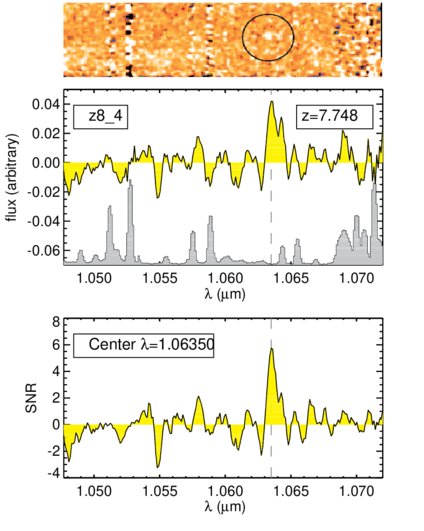 z8_4
z=7.748
0.04
0.02
0.00
-0.02
-0.04
-0.06
flux (arbitrary)
1.050 1.055 1.060 1.065 1.070
λ (μm)
Center λ=1.06350
8
6
4
2
0
-2
-4
SNR
1.050 1.055 1.060 1.065 1.070
λ (μm)